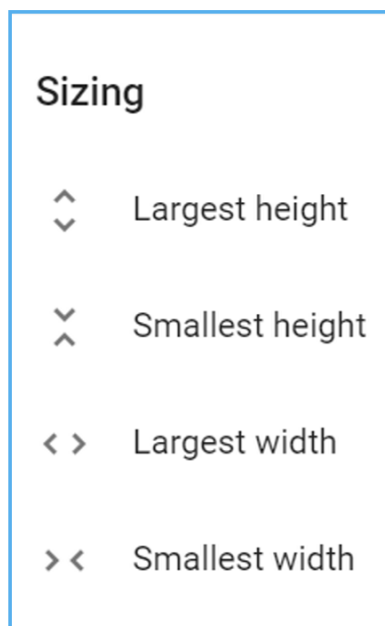 Sizing
Largest height
Smallest height
Largest width
Smallest width